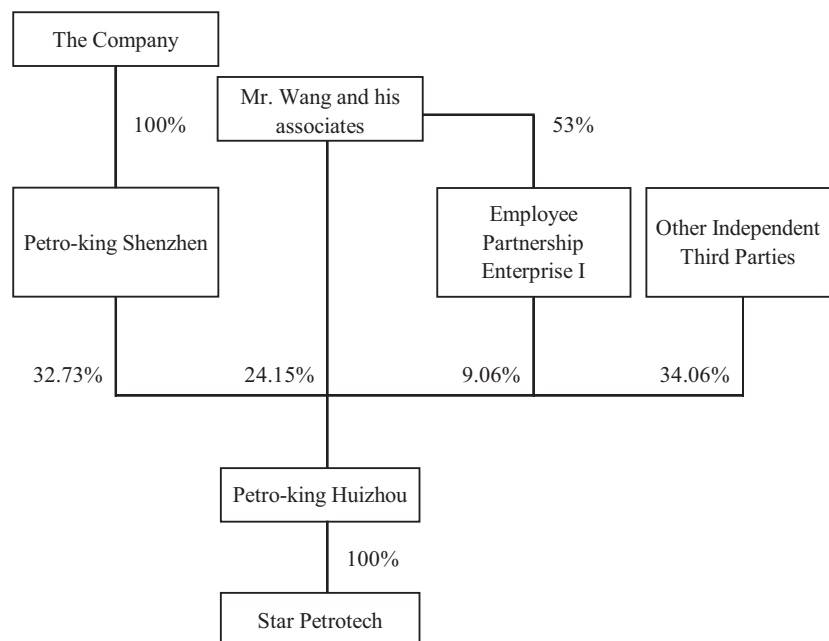 The Company
Mr. Wang and his
associates
100%
53%
Petro-king Shenzhen
Employee
Partnership
Enterprise I
Other Independent
Third Parties
32.73%
24.15%
9.06%
34.06%
Petro-king Huizhou
100%
Star Petrotech